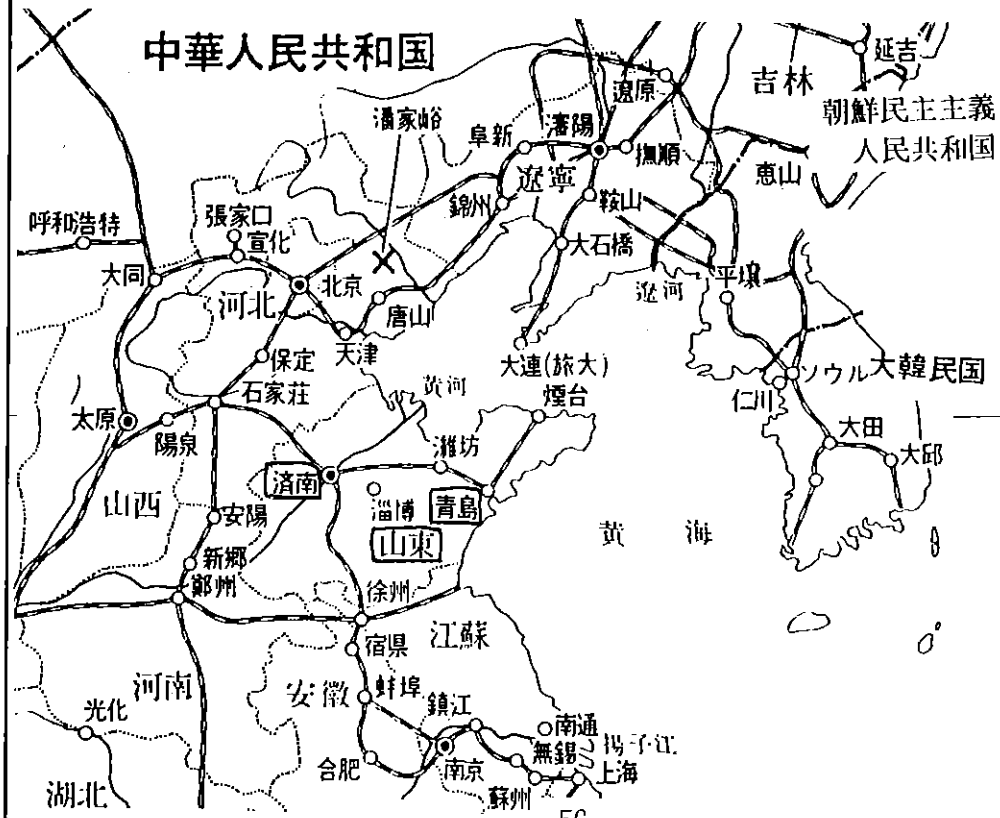 中華人民共和国
延吉
吉林
遼原
朝鮮民主主義
人民共和国
潘家峪
阜新
瀋陽
撫順
恵山
遼寧
錦州
鞍山
呼和浩特
張家口
宣化
大石橋
大同
北京
平壌
遼河
河北
唐山
天津
保定
大連(旅大)
煙台
石家荘
黄河
ソウル
大韓民国
仁川
太原
陽泉
大田
濰坊
大邱
済南
淄博
青島
山西
安陽
山東
黄海
新郷
鄭州
徐州
宿県
江蘇
河南
安徽
蚌埠
鎮江
光化
南通
揚子江
無錫
合肥
南京
上海
湖北
蘇州